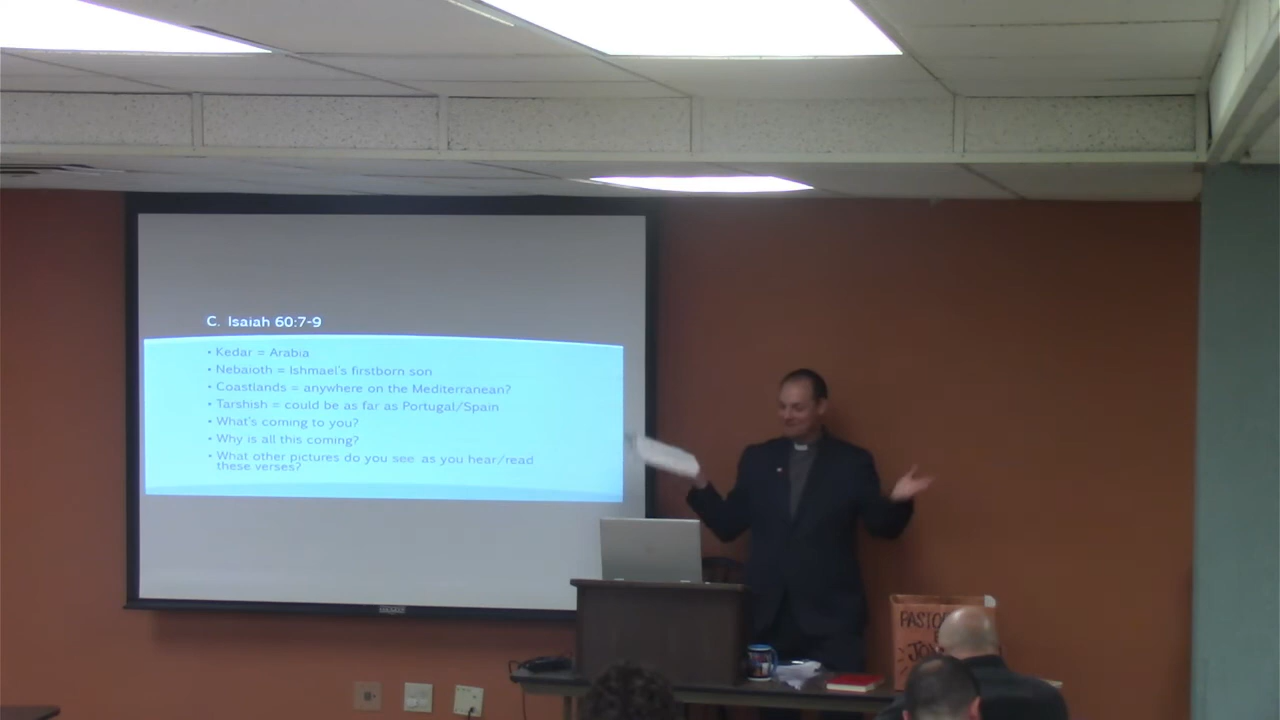 C. Isaiah 60:7-9
• Kedar = Arabia
• Nebaioth = Ishmael's firstborn son
• Coastlands = anywhere on the Mediterranean?
• Tarshish = could be as far as Portugal/Spain
• What's coming to you?
• Why is all this coming?
• What other pictures do you see as you hear/read
these verses?
PASTO
JO